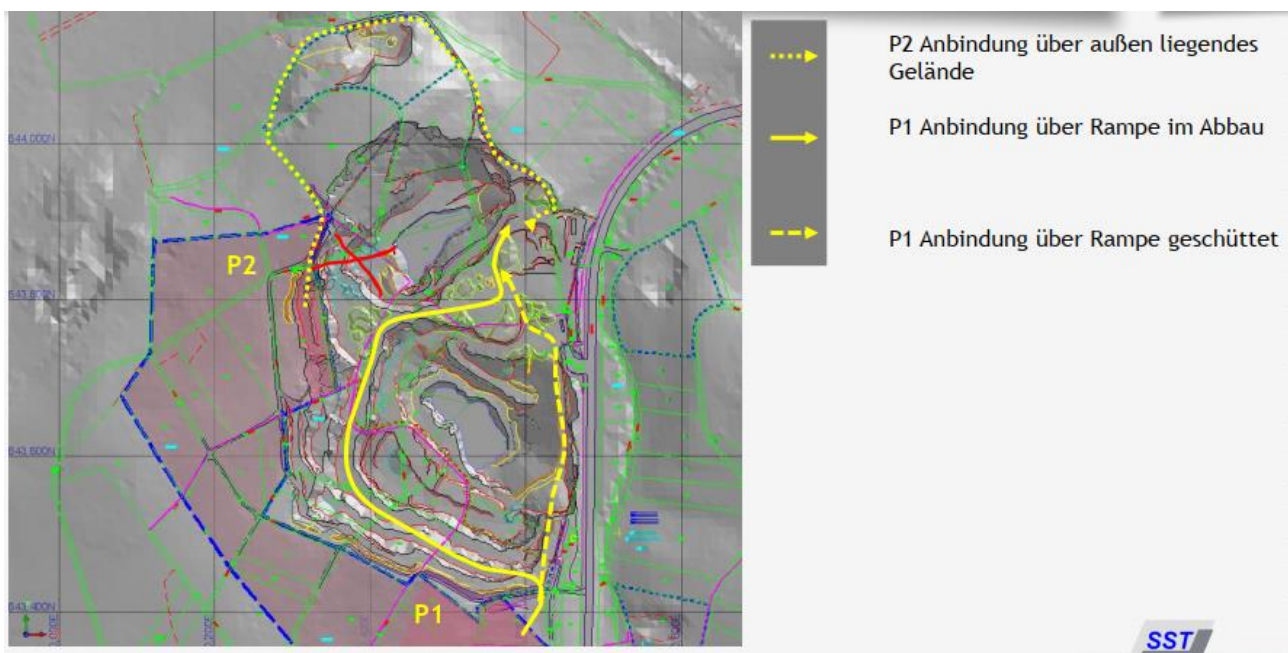 P2 Anbindung über außen liegendes
Gelände
P1 Anbindung über Rampe im Abbau
P1 Anbindung über Rampe geschüttet
P2
P1
SST